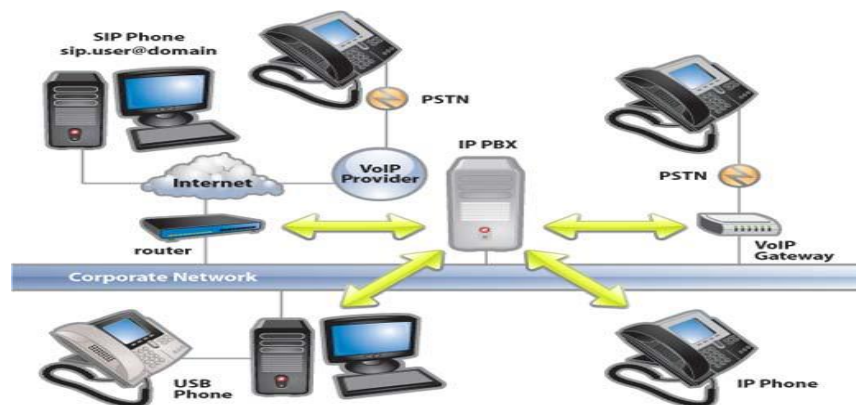 SIP Phone
sip.user@domain
PSTN
IP PBX
PSTN
Internet
VoIP
Provider
router
VoIP
Gateway
Corporate Network
USB
Phone
IP Phone